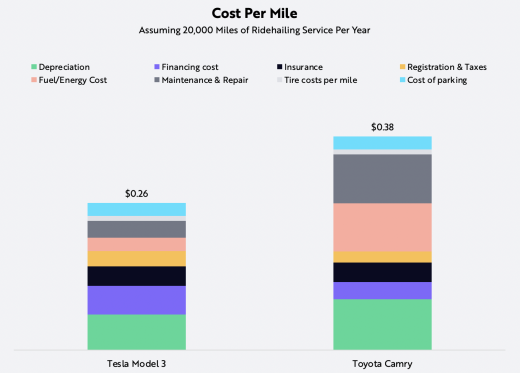 Cost Per Mile
Assuming 20,000 Miles of Ridehailing Service Per Year
Depreciation Financing cost Insurance Registration & Taxes
Fuel/Energy Cost Maintenance & Repair Tire costs per mile Cost of parking
$0.38
$0.26
Tesla Model 3 Toyota Camry